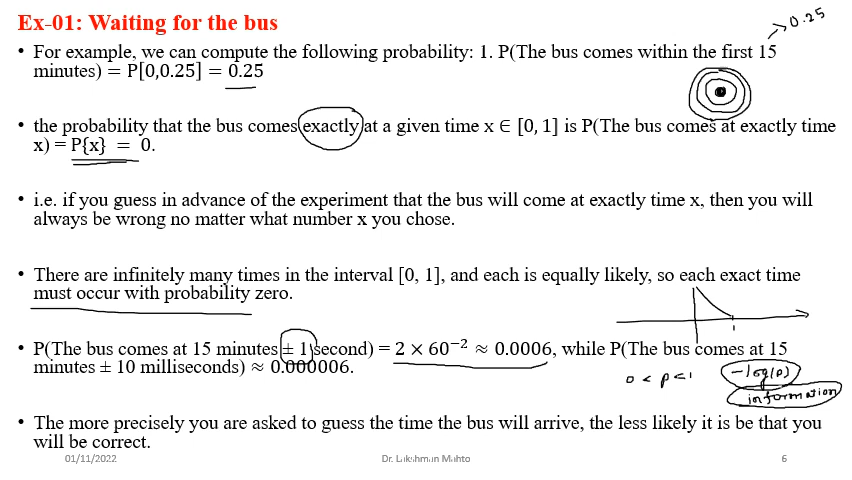 Ex-01: Waiting for the bus
→ 0.25
• For example, we can compute the following probability: 1. P(The bus comes within the first 15
minutes) = P[0,0.25] = 0.25
• the probability that the bus comes exactly at a given time x ∈ [0, 1] is P(The bus comes at exactly time
x) = P{x} = 0.
• i.e. if you guess in advance of the experiment that the bus will come at exactly time x, then you will
always be wrong no matter what number x you chose.
• There are infinitely many times in the interval [0, 1], and each is equally likely, so each exact time
must occur with probability zero.
1
• P(The bus comes at 15 minutes ± 1 second) = 2 × 60⁻² ≈ 0.0006, while P(The bus comes at 15
minutes ± 10 milliseconds) ≈ 0.000006.
0 < p < 1
-log(p)
information
• The more precisely you are asked to guess the time the bus will arrive, the less likely it is be that you
will be correct.
01/11/2022
Dr. Lakshman Mahto
6